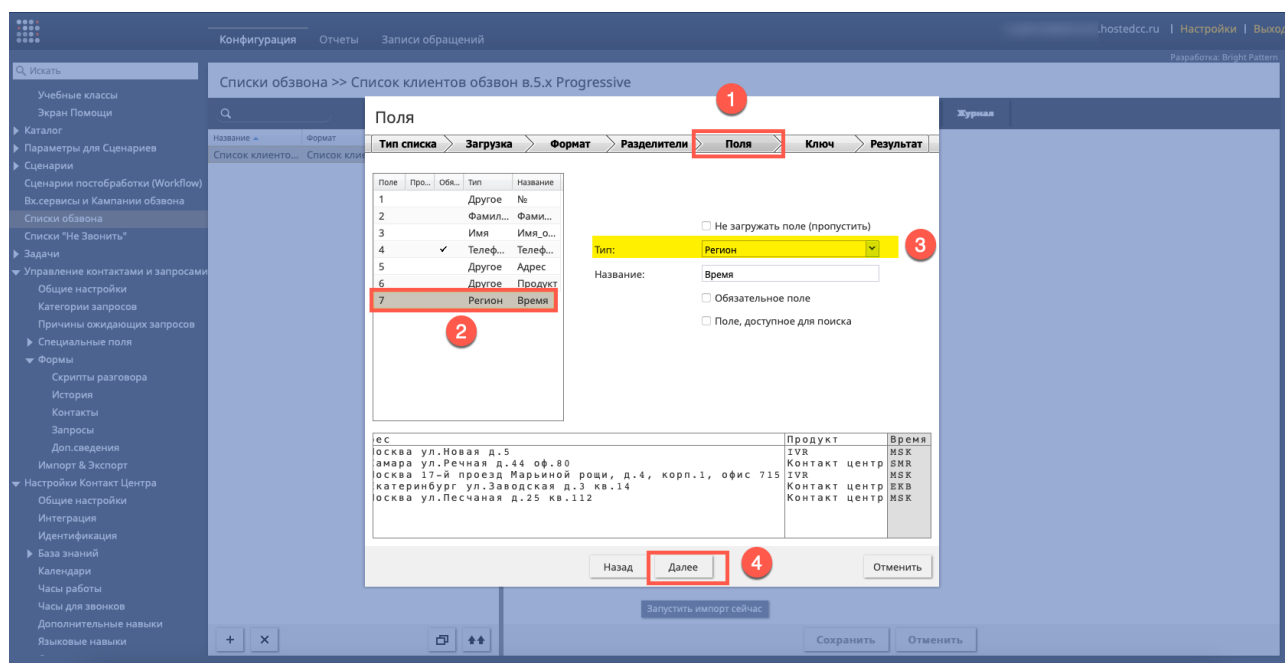 Конфигурация Отчеты Записи обращений
.hostedcc.ru | Настройки | Выход
Разработка: Bright Pattern
Искать
Учебные классы
Экран Помощи
Каталог
Параметры для Сценариев
Сценарии
Сценарии постобработки (Workflow)
Вх.сервисы и Кампании обзвона
Списки обзвона
Списки "Не Звонить"
Задачи
Управление контактами и запросами
Общие настройки
Категории запросов
Причины ожидающих запросов
Специальные поля
Формы
Скрипты разговора
История
Контакты
Запросы
Доп.сведения
Импорт & Экспорт
Настройки Контакт Центра
Общие настройки
Интеграция
Идентификация
База знаний
Календари
Часы работы
Часы для звонков
Дополнительные навыки
Языковые навыки
Списки обзвона >> Список клиентов обзвон в.5.x Progressive
Название Формат
Список клиенто... Список клие
Журнал
1
Поля
Тип списка Загрузка Формат Разделители Поля Ключ Результат
Поле Про... Обя... Тип Название
1 Другое №
2 Фамил... Фами...
3 Имя Имя_о...
4 ✓ Телеф... Телеф...
5 Другое Адрес
6 Другое Продукт
7 Регион Время
2
Не загружать поле (пропустить)
Тип: Регион
3
Название: Время
Обязательное поле
Поле, доступное для поиска
ес Продукт Время
осква ул.Новая д.5 IVR MSK
амара ул.Речная д.44 оф.80 Контакт центр SMR
осква 17-й проезд Марьиной рощи, д.4, корп.1, офис 715 IVR MSK
катеринбург ул.Заводская д.3 кв.14 Контакт центр EKB
осква ул.Песчаная д.25 кв.112 Контакт центр MSK
Назад Далее 4 Отменить
Запустить импорт сейчас
+ × Сохранить Отменить